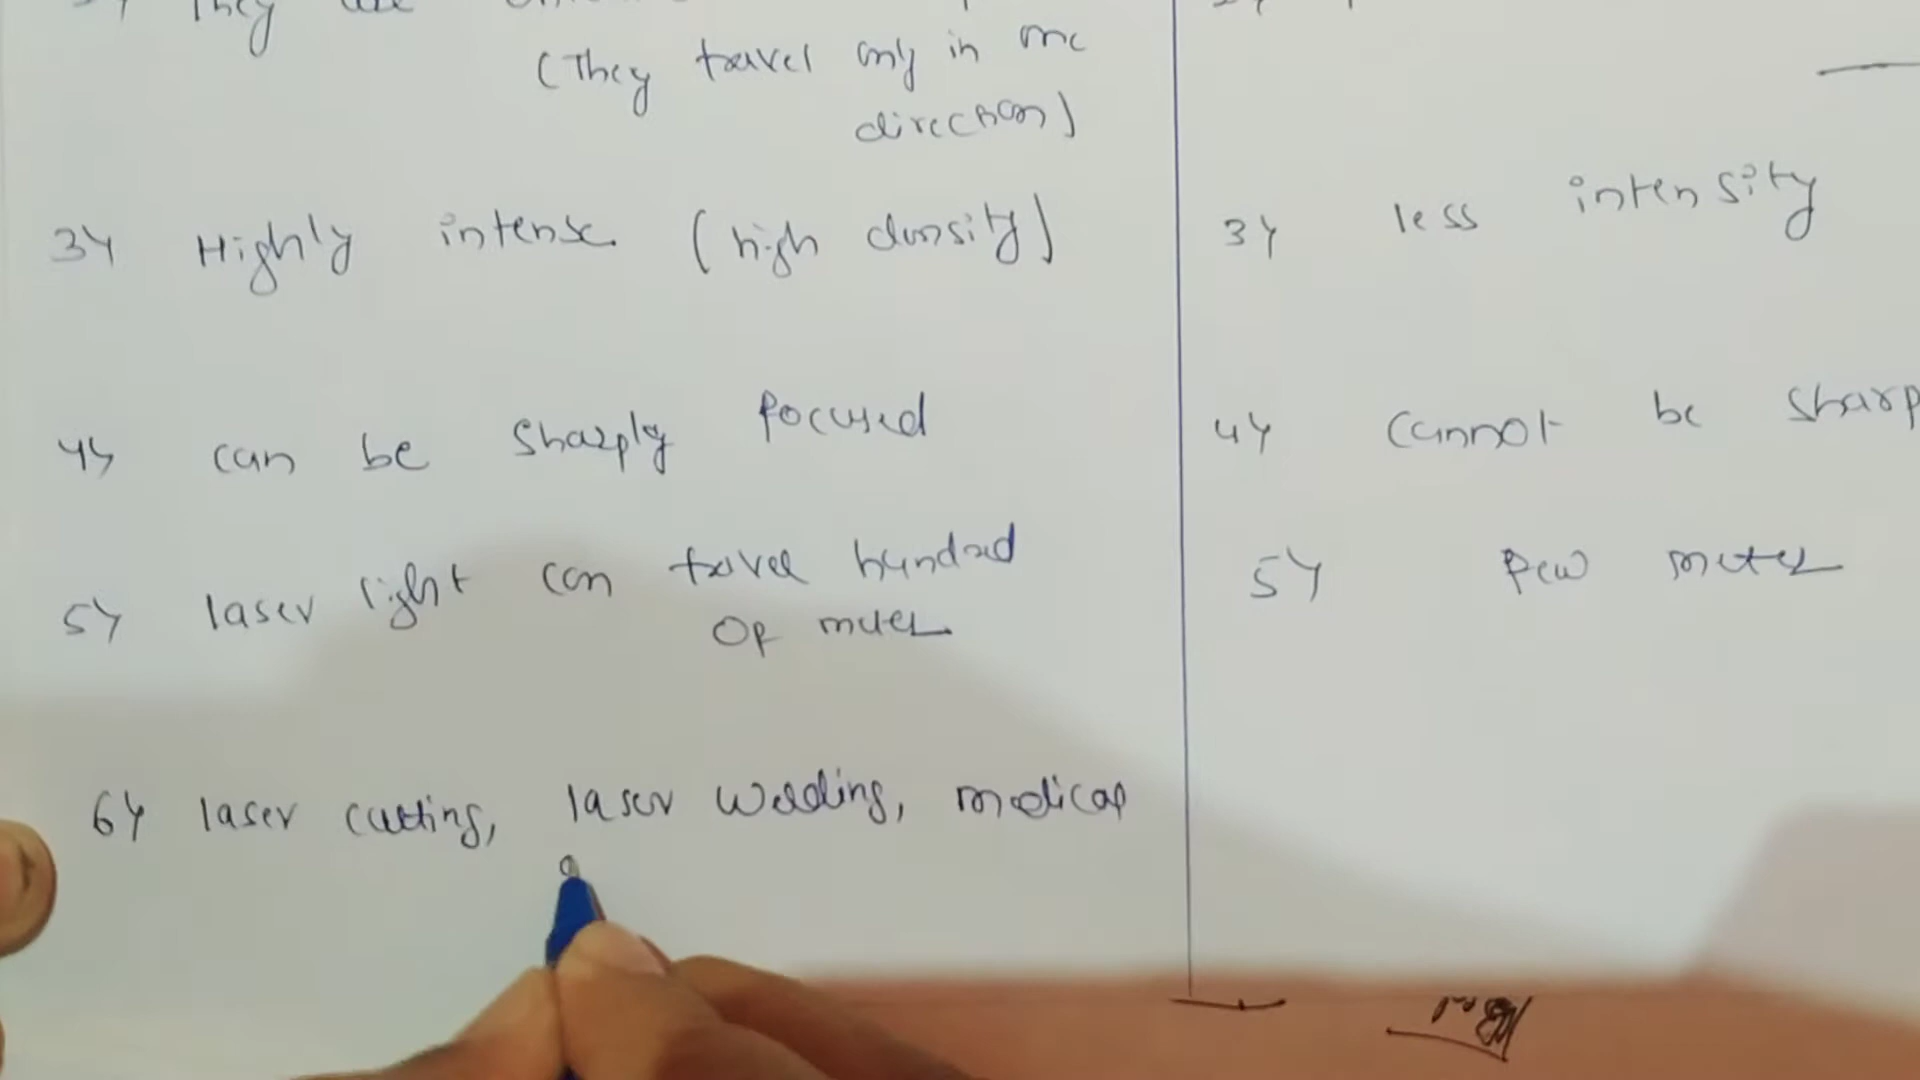 They are
(They travel only in one
direction)
3) Highly intense (high density)
3) less intensity
4) can be sharply focused
4) cannot be sharp
5) laser light can travel hundred
of meter
5) few meter
6) laser cutting, laser welding, medical